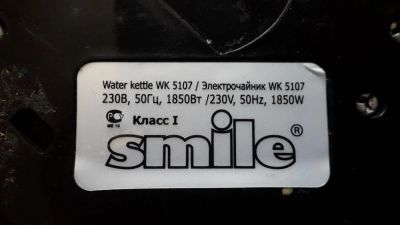 Water kettle WK 5107 / Электрочайник WK 5107
230В, 50Гц, 1850Вт /230V, 50Hz, 1850W
Класс I
smile®